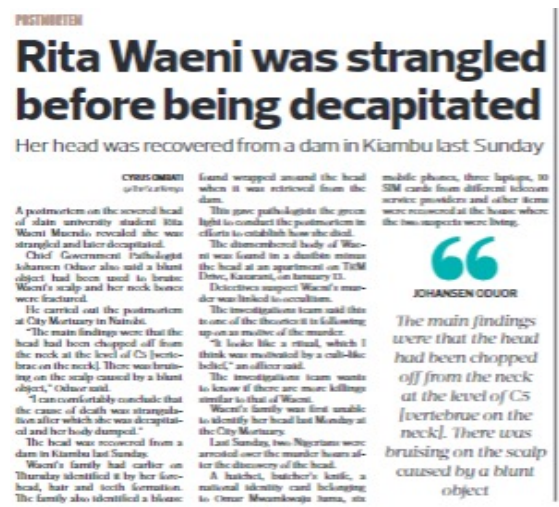 POSTMORTEM
Rita Waeni was strangled
before being decapitated
Her head was recovered from a dam in Kiambu last Sunday
CYRUS OMBATI
@TheStarKenya
A postmortem on the severed head
of slain university student Rita
Waeni Muendo revealed she was
strangled and later decapitated.
Chief Government Pathologist
Johansen Oduor also said a blunt
object had been used to bruise
Waeni's scalp and her neck bones
were fractured.
He carried out the postmortem
at City Mortuary in Nairobi.
"The main findings were that the
head had been chopped off from
the neck at the level of C5 [verte-
brae on the neck]. There was bruis-
ing on the scalp caused by a blunt
object," Oduor said.
"I can comfortably conclude that
the cause of death was strangula-
tion after which she was decapitat-
ed and her body dumped."
The head was recovered from a
dam in Kiambu last Sunday.
Waeni's family had earlier on
Thursday identified it by her fore-
head, hair and teeth formation.
The family also identified a blouse
found wrapped around the head
when it was retrieved from the
dam.
This gave pathologists the green
light to conduct the postmortem in
efforts to establish how she died.
The dismembered body of Wae-
ni was found in a dustbin minus
the head at an apartment on TRM
Drive, Kasarani, on January 13.
Detectives suspect Waeni's mur-
der was linked to occultism.
The investigations team said this
is one of the theories it is following
up on as motive of the murder.
"It looks like a ritual, which I
think was motivated by a cult-like
belief," an officer said.
The investigations team wants
to know if there are more killings
similar to that of Waeni.
Waeni's family was first unable
to identify her head last Monday at
the City Mortuary.
Last Sunday, two Nigerians were
arrested over the murder hours af-
ter the discovery of the head.
A hatchet, butcher's knife, a
national identity card belonging
to Omar Mwamkwaju Juma, six
mobile phones, three laptops, 10
SIM cards from different telecom
service providers and other items
were recovered at the house where
the two suspects were living.
“
JOHANSEN ODUOR
The main findings
were that the head
had been chopped
off from the neck
at the level of C5
[vertebrae on the
neck]. There was
bruising on the scalp
caused by a blunt
object